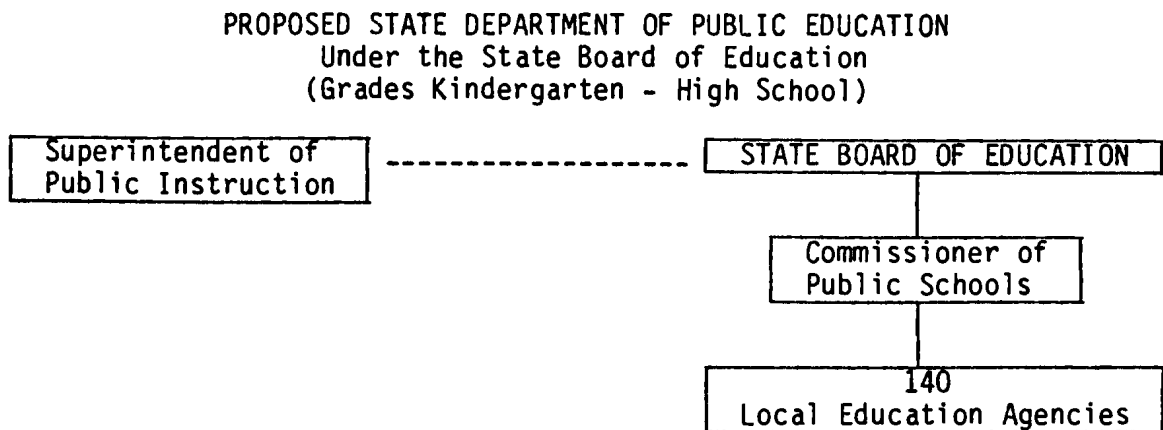 PROPOSED STATE DEPARTMENT OF PUBLIC EDUCATION
Under the State Board of Education
(Grades Kindergarten - High School)
Superintendent of
Public Instruction
STATE BOARD OF EDUCATION
Commissioner of
Public Schools
140
Local Education Agencies